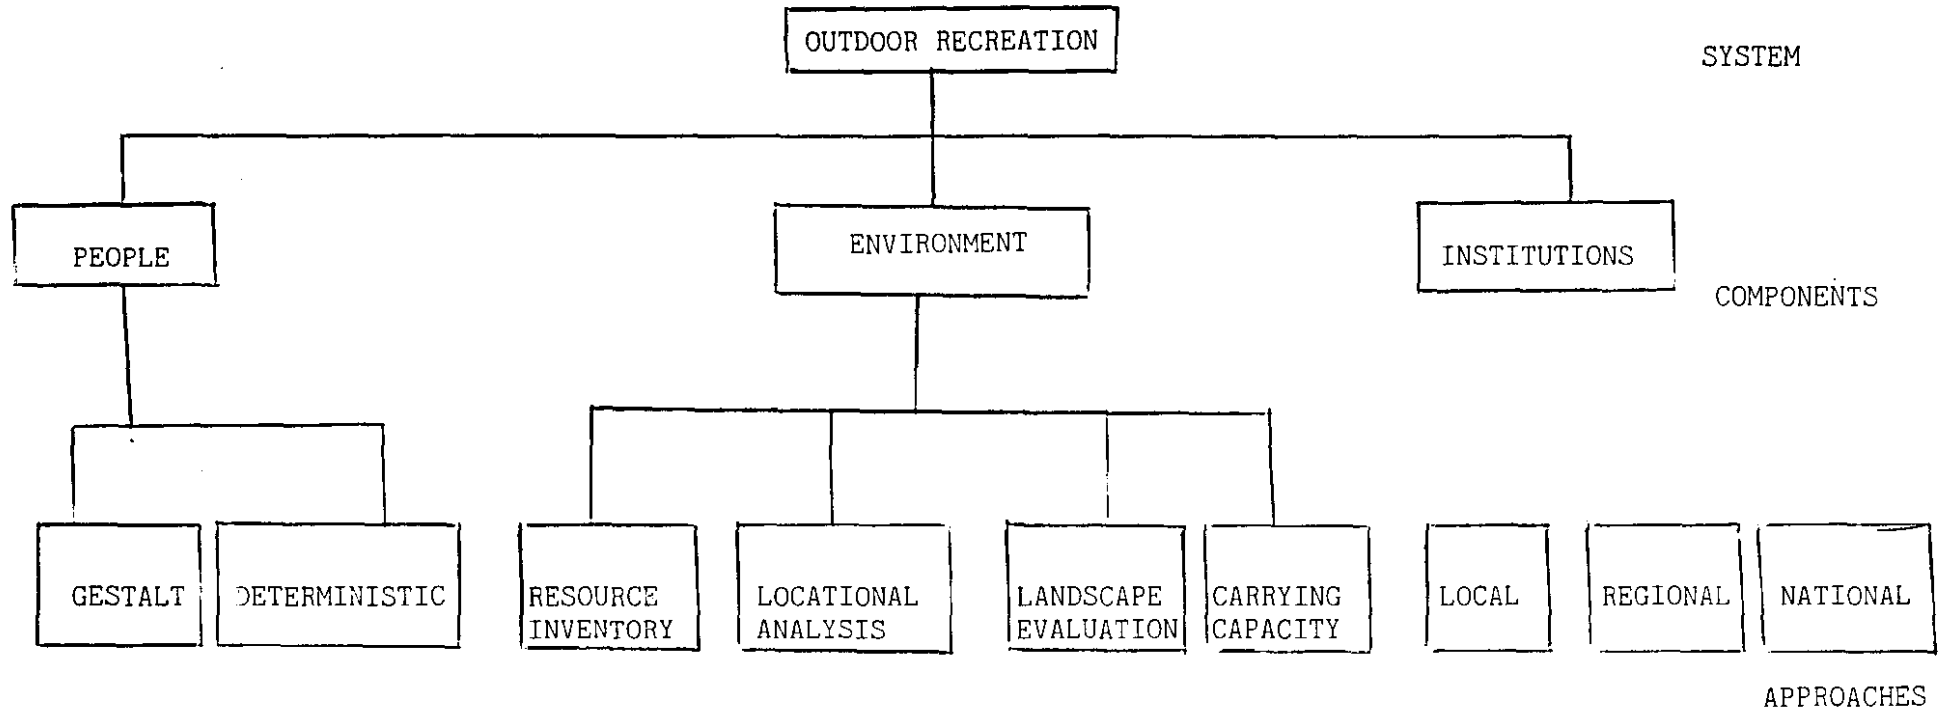 OUTDOOR RECREATION
SYSTEM
PEOPLE
ENVIRONMENT
INSTITUTIONS
COMPONENTS
GESTALT
DETERMINISTIC
RESOURCE
INVENTORY
LOCATIONAL
ANALYSIS
LANDSCAPE
EVALUATION
CARRYING
CAPACITY
LOCAL
REGIONAL
NATIONAL
APPROACHES